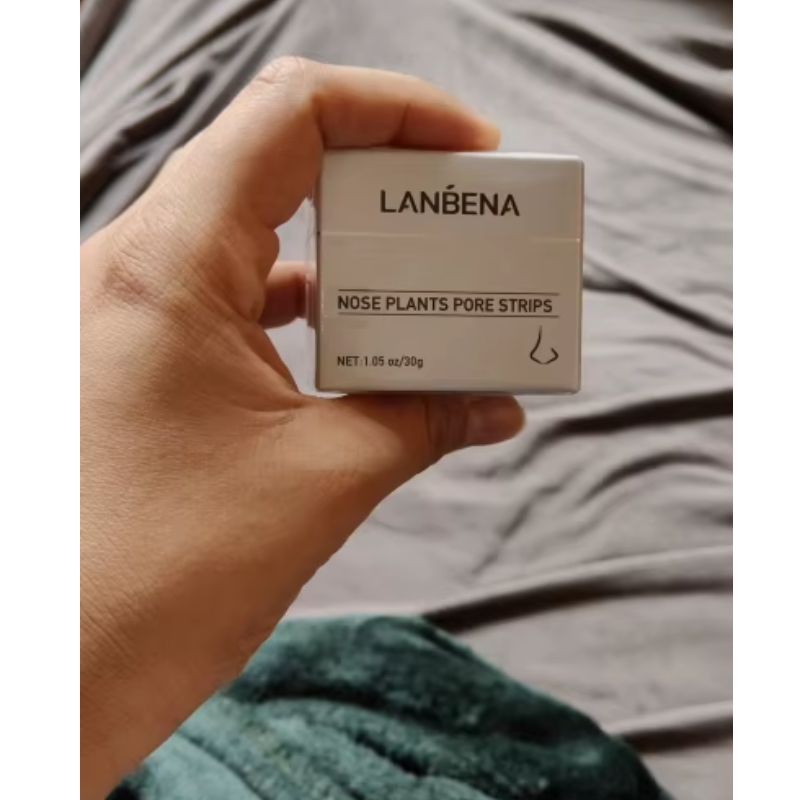 LANBENA
NOSE PLANTS PORE STRIPS
NET:1.05 oz/30g